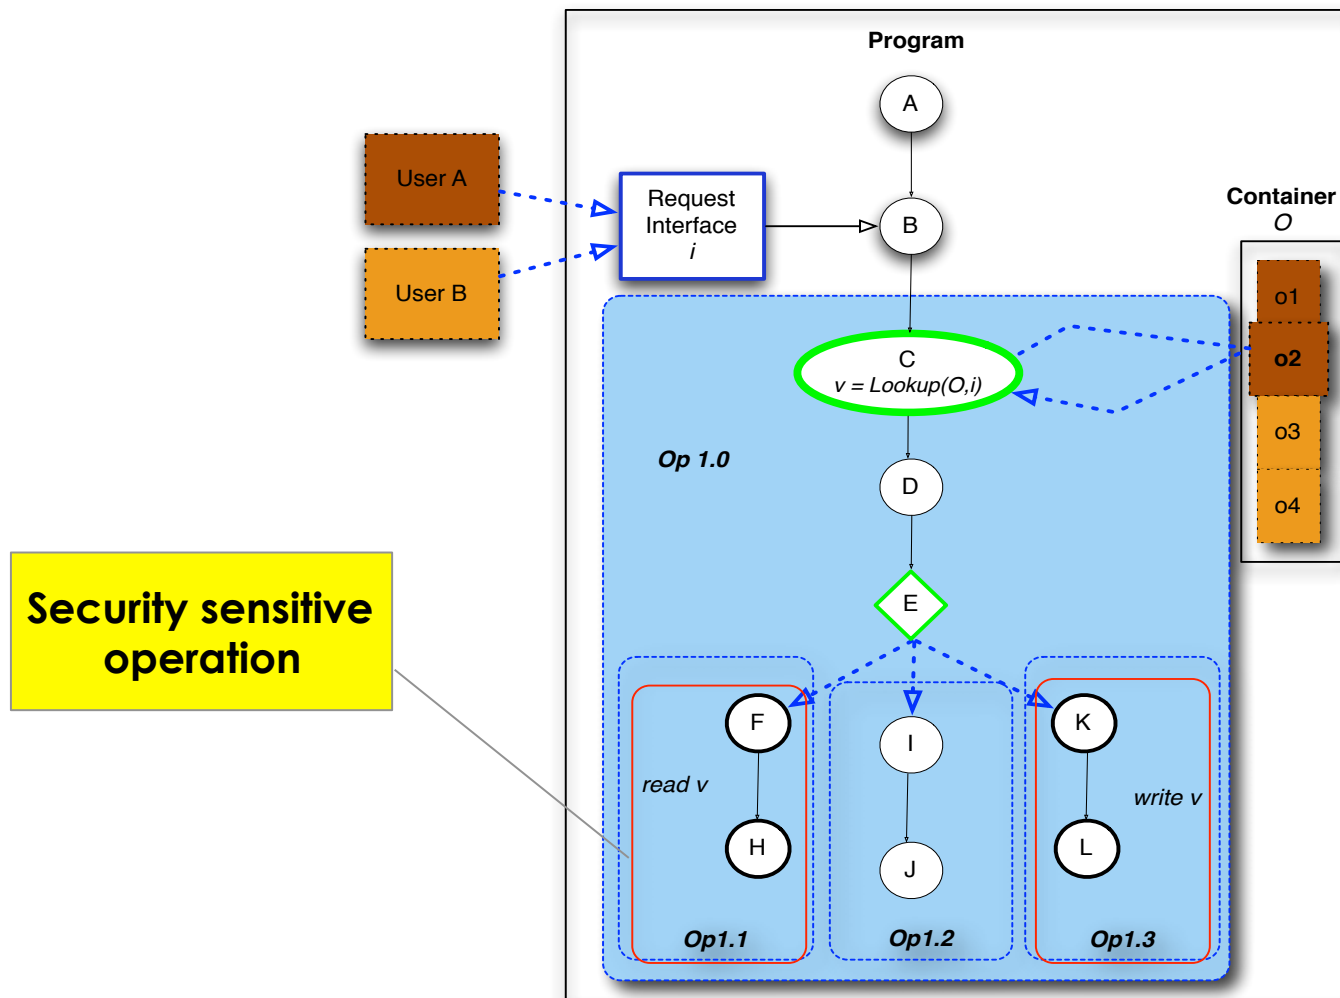 Program
A
User A
Request
Interface
i
B
Container
O
User B
o1
C
v = Lookup(O,i)
o2
o3
Op 1.0
D
o4
Security sensitive
operation
E
F
I
K
read v
write v
H
J
L
Op1.1
Op1.2
Op1.3